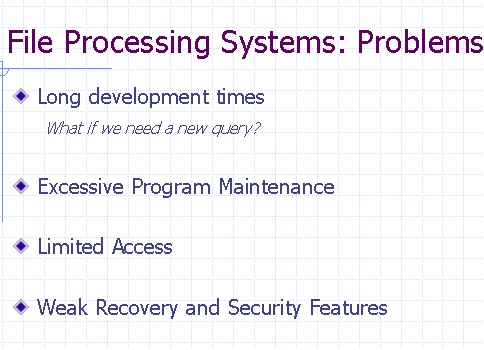 File Processing Systems: Problems
Long development times
What if we need a new query?
Excessive Program Maintenance
Limited Access
Weak Recovery and Security Features